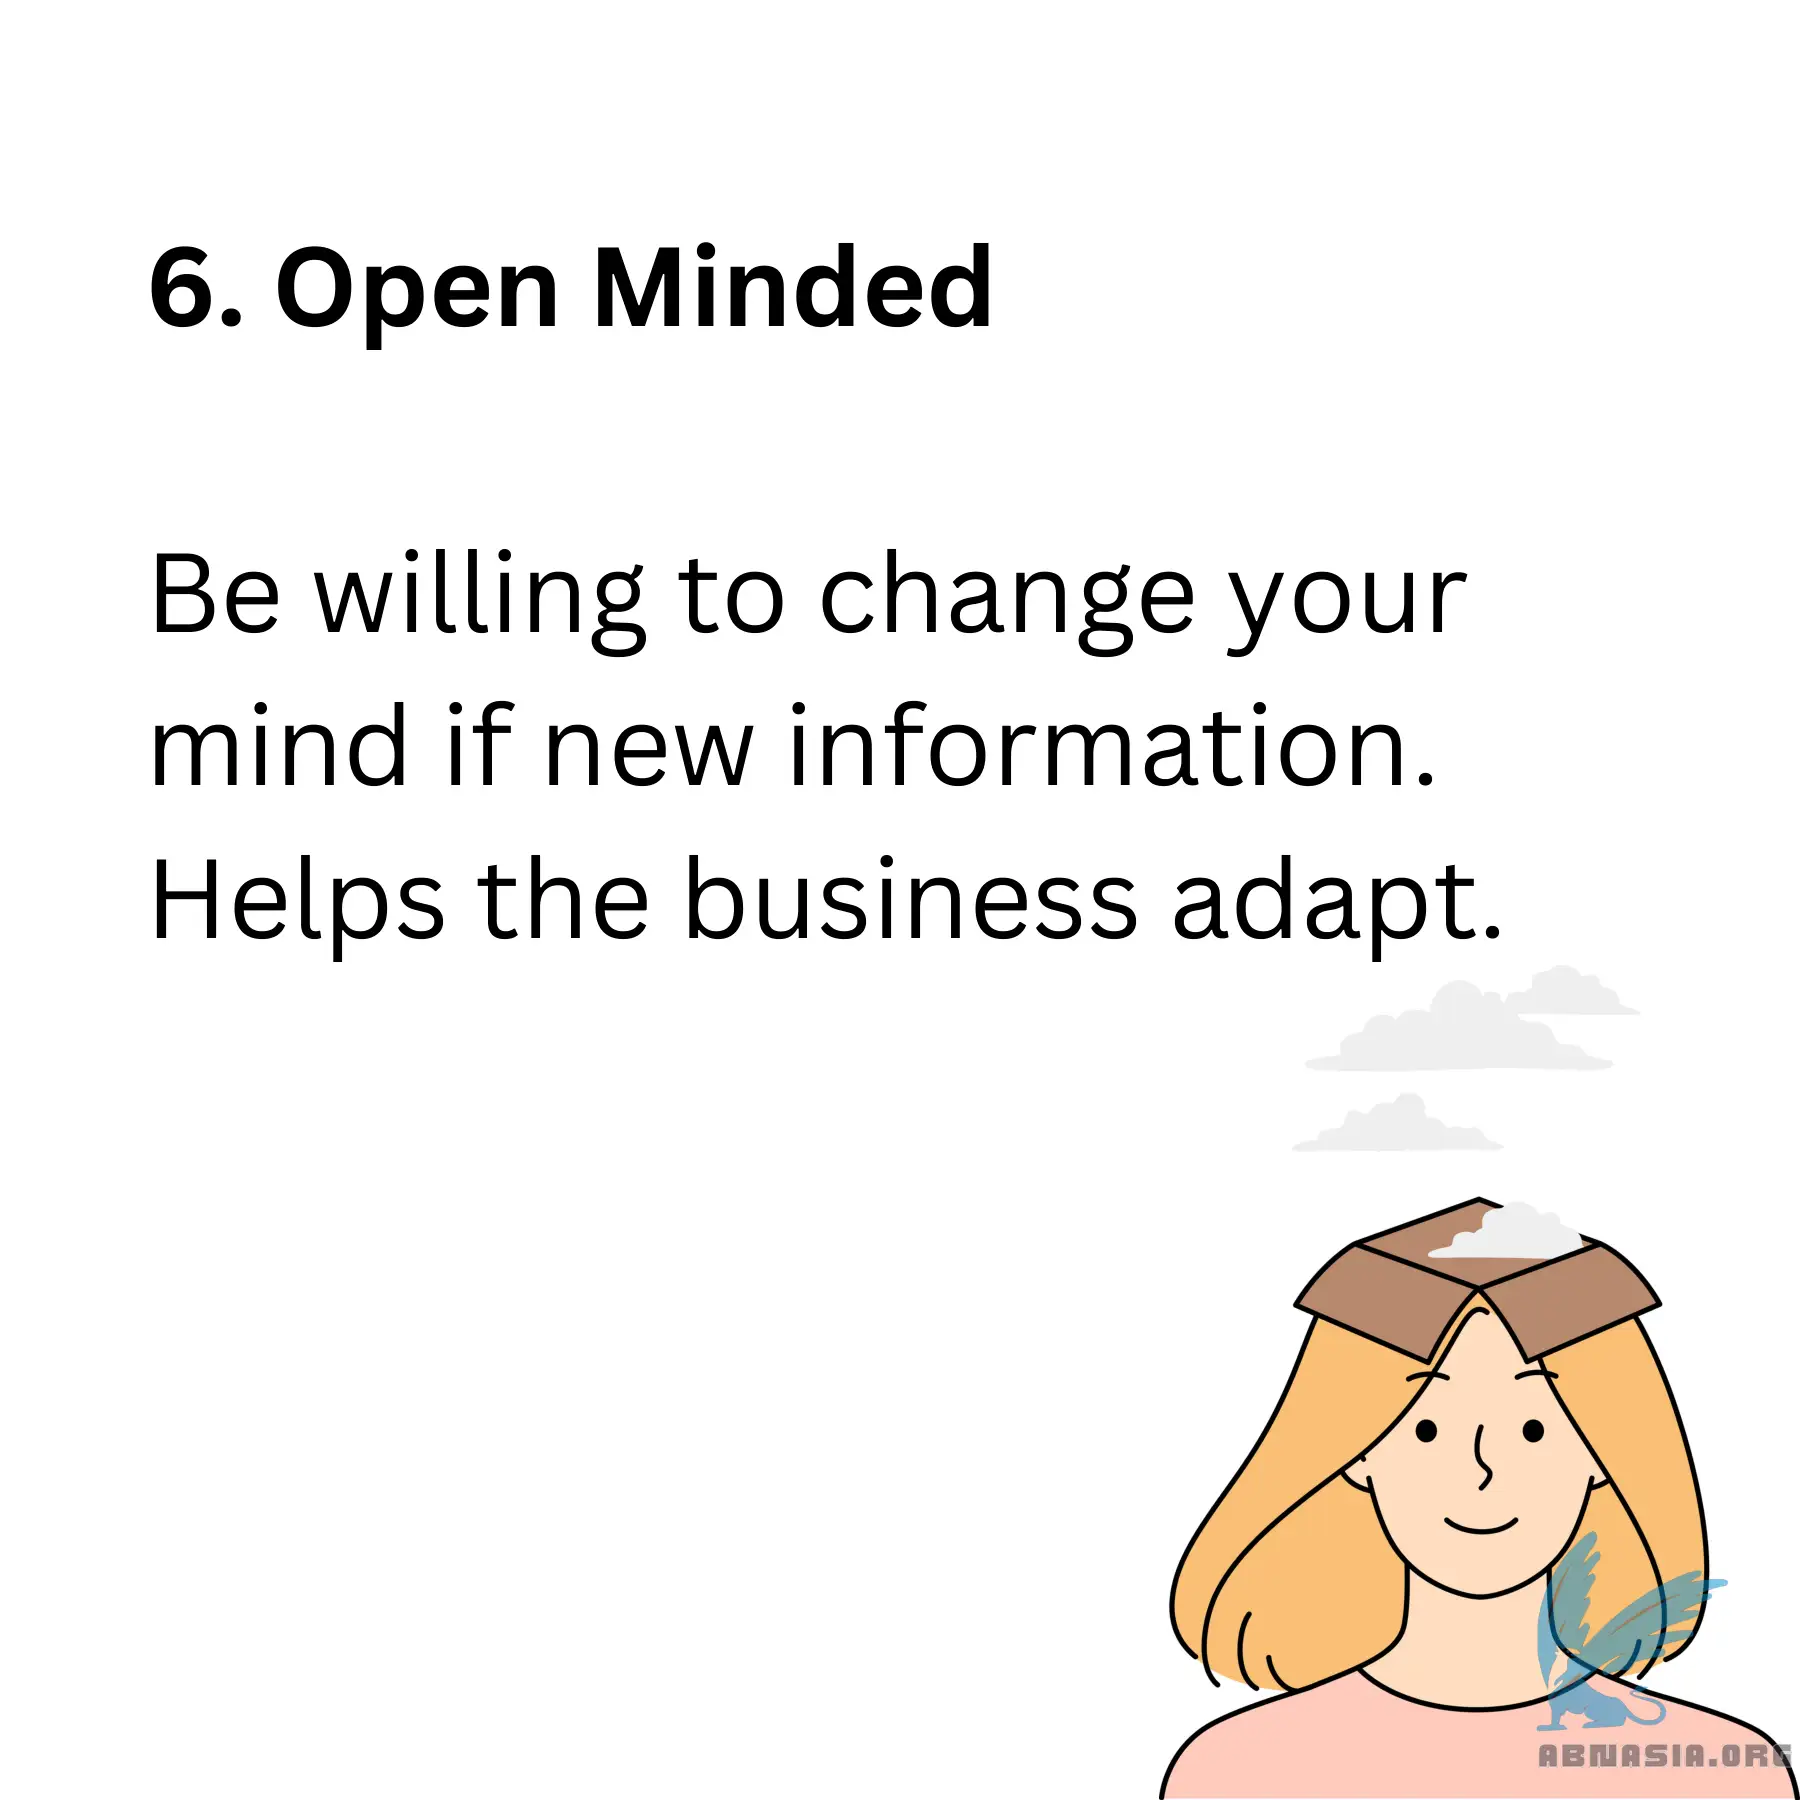 6. Open Minded
Be willing to change your
mind if new information.
Helps the business adapt.
ABNASIA.ORG